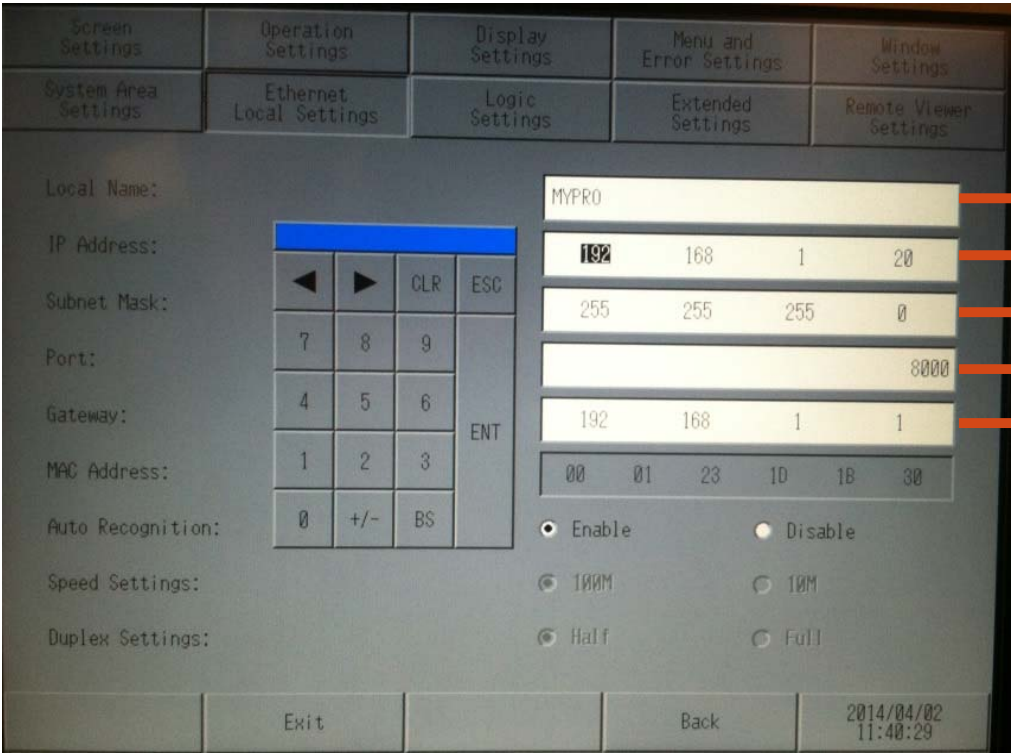 Screen
Settings
Operation
Settings
Display
Settings
Menu and
Error Settings
Window
Settings
System Area
Settings
Ethernet
Local Settings
Logic
Settings
Extended
Settings
Remote Viewer
Settings
Local Name:
MYPRO
IP Address:
192 168 1 20
Subnet Mask:
255 255 255 0
Port:
8000
Gateway:
192 168 1 1
MAC Address:
00 01 23 1D 1B 30
◀ ▶ CLR ESC
7 8 9
4 5 6
ENT
1 2 3
0 +/- BS
Auto Recognition:
Enable Disable
Speed Settings:
100M 10M
Duplex Settings:
Half Full
Exit
Back
2014/04/02
11:40:29